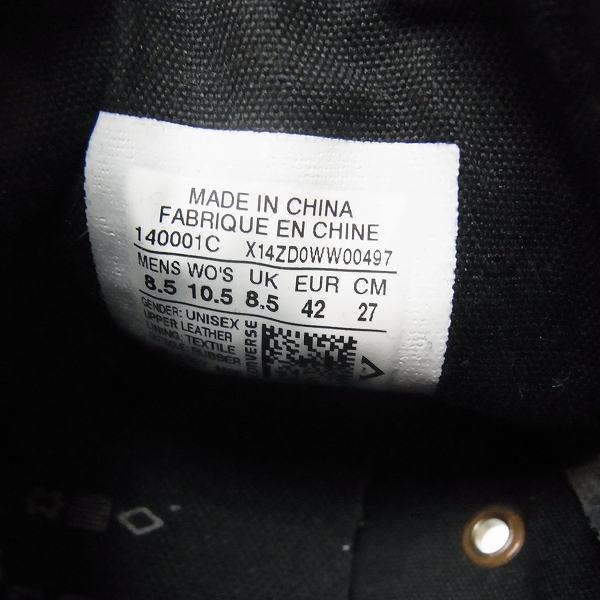 MADE IN CHINA
FABRIQUE EN CHINE
140001C X14ZD0WW00497
MENS WO'S UK EUR CM
8.5 10.5 8.5 42 27
GENDER: UNISEX
UPPER LEATHER
LINING: TEXTILE
RUBBER
CONVERSE